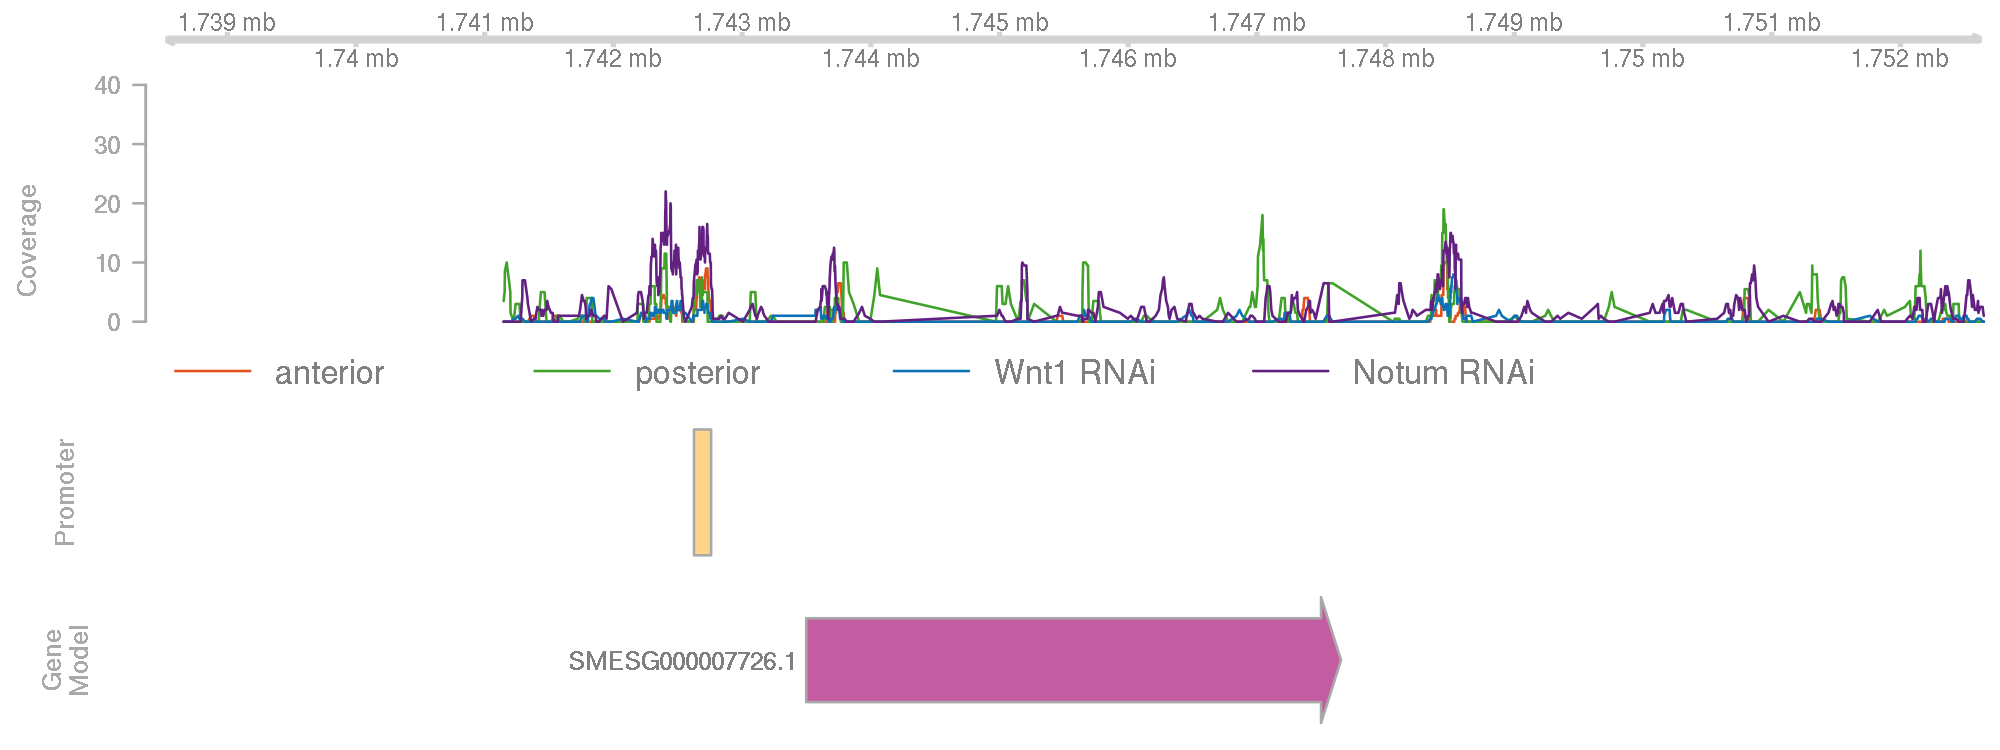 1.739 mb 1.741 mb 1.743 mb 1.745 mb 1.747 mb 1.749 mb 1.751 mb
1.74 mb 1.742 mb 1.744 mb 1.746 mb 1.748 mb 1.75 mb 1.752 mb
40
30
20
10
0
Coverage
anterior posterior Wnt1 RNAi Notum RNAi
Promoter
Gene
Model
SMESG000007726.1